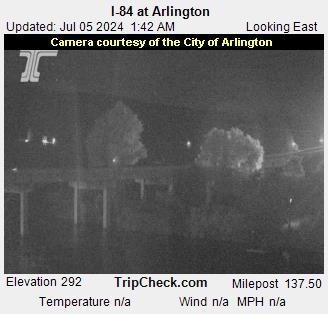 I-84 at Arlington
Updated: Jul 05 2024 1:42 AM Looking East
Camera courtesy of the City of Arlington
Elevation 292 TripCheck.com Milepost 137.50
Temperature n/a Wind n/a MPH n/a